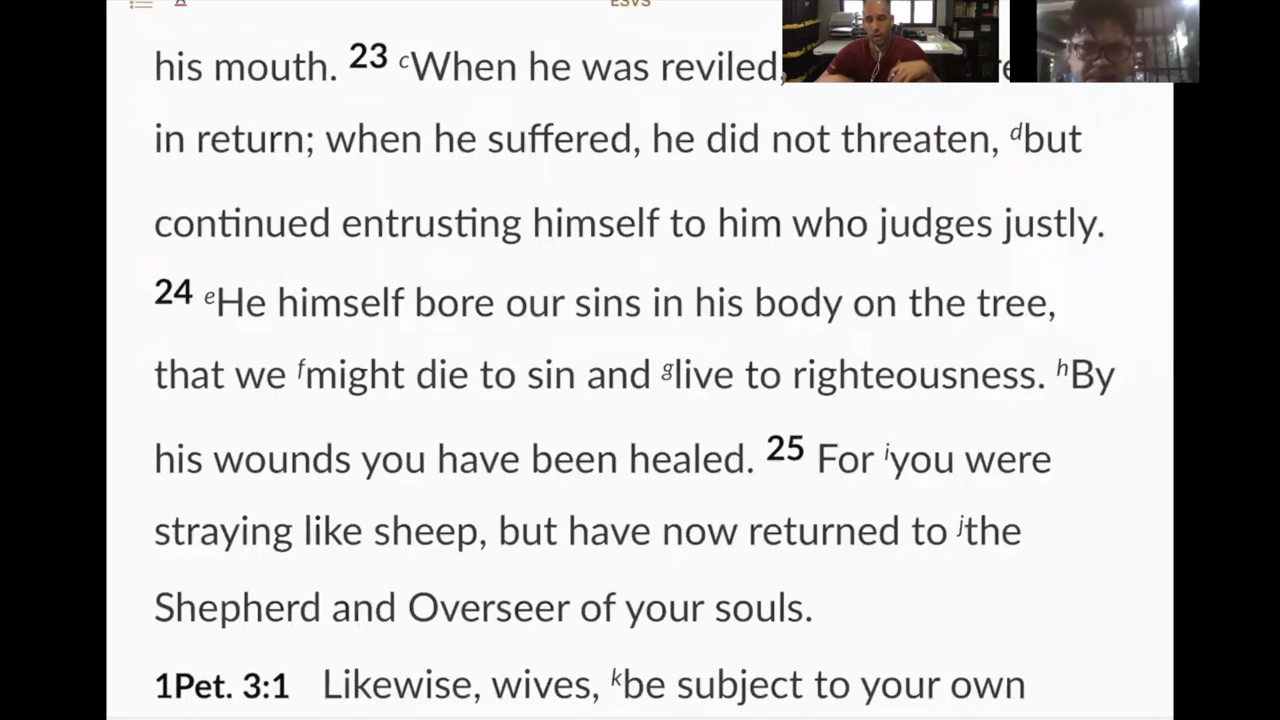 ESVS
his mouth. 23 cWhen he was reviled,
in return; when he suffered, he did not threaten, dbut
continued entrusting himself to him who judges justly.
24 eHe himself bore our sins in his body on the tree,
that we fmight die to sin and glive to righteousness. hBy
his wounds you have been healed. 25 For iyou were
straying like sheep, but have now returned to jthe
Shepherd and Overseer of your souls.
1Pet. 3:1 Likewise, wives, kbe subject to your own